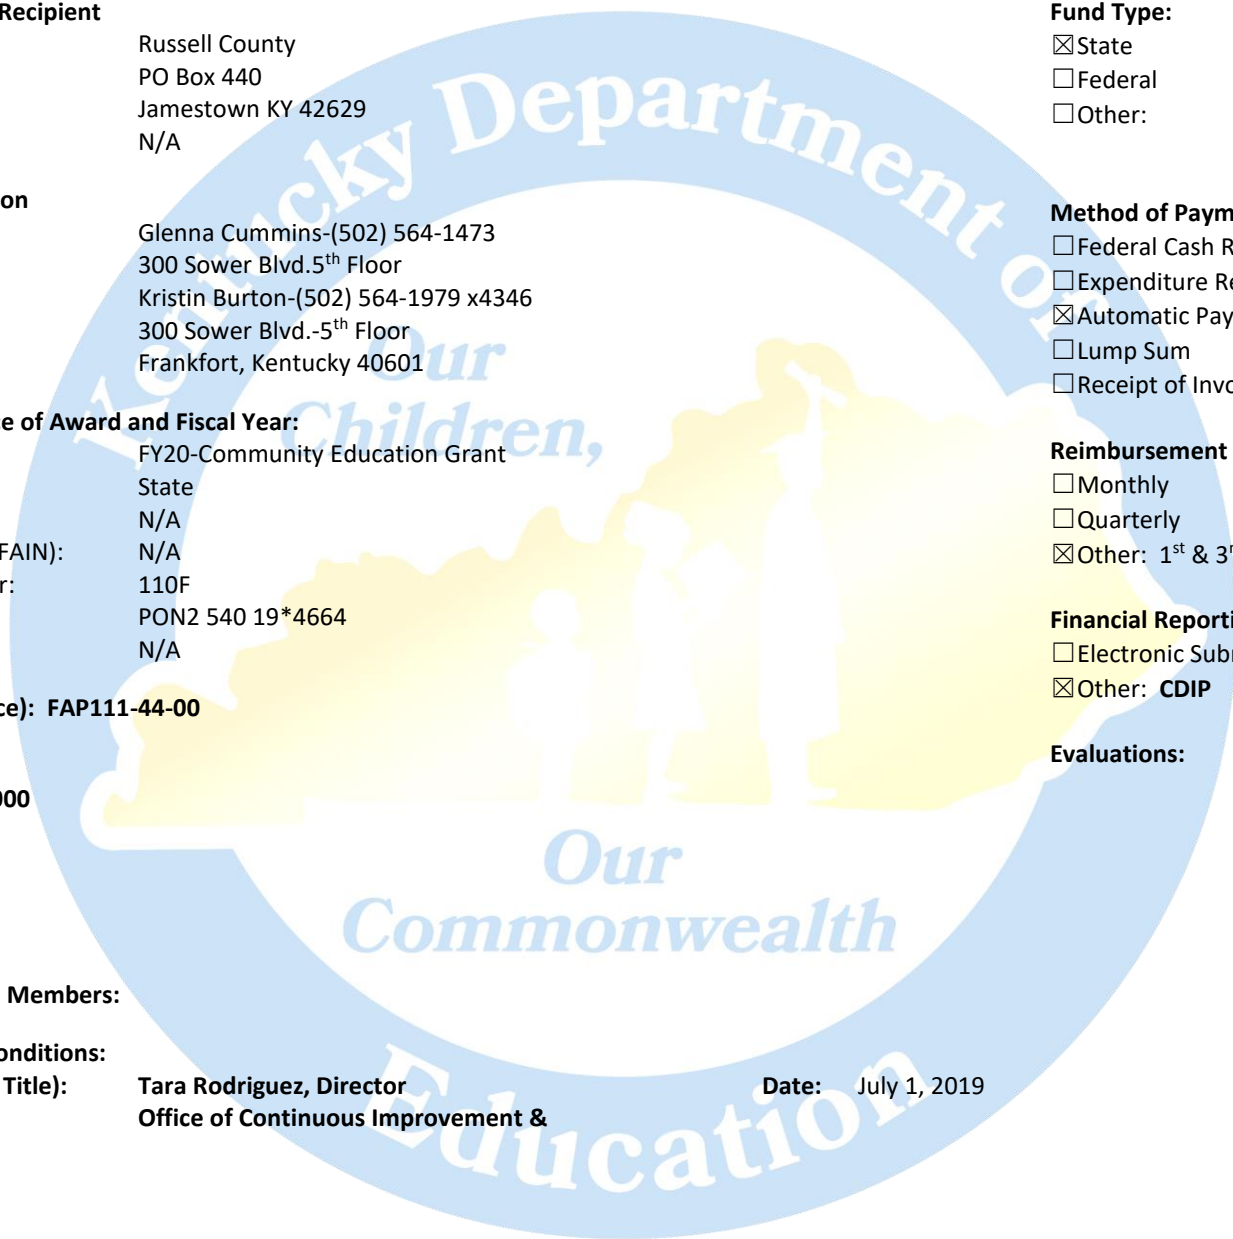 Recipient
Russell County
PO Box 440
Jamestown KY 42629
N/A
on
Glenna Cummins-(502) 564-1473
300 Sower Blvd.5th Floor
Kristin Burton-(502) 564-1979 x4346
300 Sower Blvd.-5th Floor
Frankfort, Kentucky 40601
e of Award and Fiscal Year:
FY20-Community Education Grant
State
N/A
FAIN): N/A
r: 110F
PON2 540 19*4664
N/A
ce): FAP111-44-00
000
Members:
onditions:
Title): Tara Rodriguez, Director Date: July 1, 2019
Office of Continuous Improvement &
Fund Type:
☒State
☐Federal
☐Other:
Method of Paym
☐Federal Cash R
☐Expenditure Re
☒Automatic Pay
☐Lump Sum
☐Receipt of Invo
Reimbursement
☐Monthly
☐Quarterly
☒Other: 1st & 3r
Financial Reporti
☐Electronic Sub
☒Other: CDIP
Evaluations:
Kentucky Department of
Education
Our
Children,
Our
Commonwealth